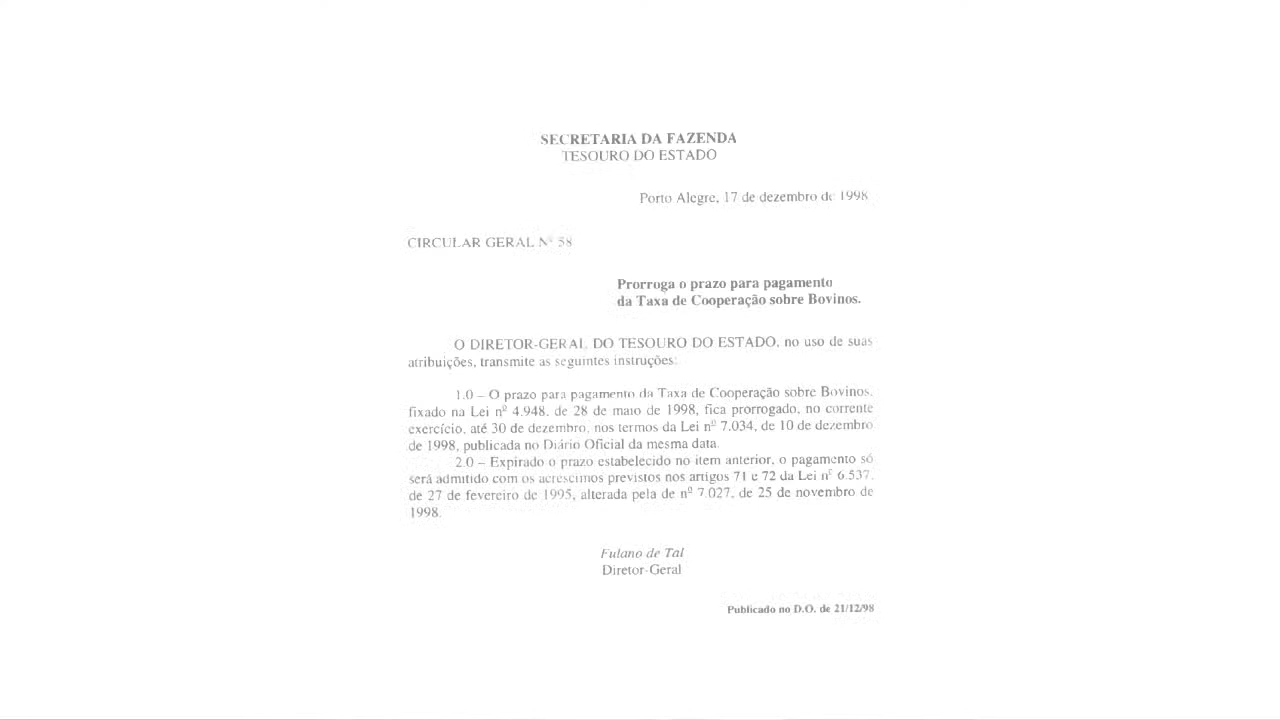 SECRETARIA DA FAZENDA
TESOURO DO ESTADO
Porto Alegre, 17 de dezembro de 1998
CIRCULAR GERAL Nº 58
Prorroga o prazo para pagamento
da Taxa de Cooperação sobre Bovinos.
O DIRETOR-GERAL DO TESOURO DO ESTADO, no uso de suas
atribuições, transmite as seguintes instruções:
1.0 – O prazo para pagamento da Taxa de Cooperação sobre Bovinos,
fixado na Lei nº 4.948, de 28 de maio de 1998, fica prorrogado, no corrente
exercício, até 30 de dezembro, nos termos da Lei nº 7.034, de 10 de dezembro
de 1998, publicada no Diário Oficial da mesma data.
2.0 – Expirado o prazo estabelecido no item anterior, o pagamento só
será admitido com os acréscimos previstos nos artigos 71 e 72 da Lei nº 6.537,
de 27 de fevereiro de 1995, alterada pela de nº 7.027, de 25 de novembro de
1998.
Fulano de Tal
Diretor-Geral
Publicado no D.O. de 21/12/98